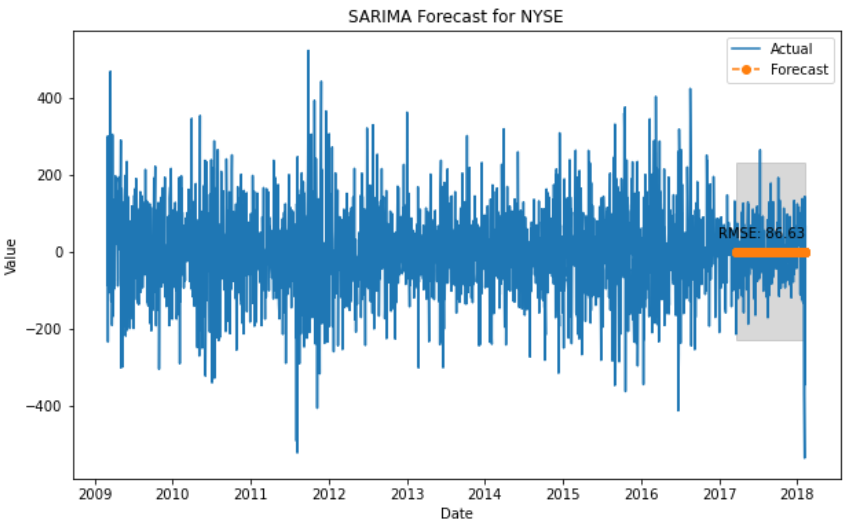 SARIMA Forecast for NYSE
Actual
Forecast
400
200
0
−200
−400
Value
RMSE: 86.63
2009 2010 2011 2012 2013 2014 2015 2016 2017 2018
Date